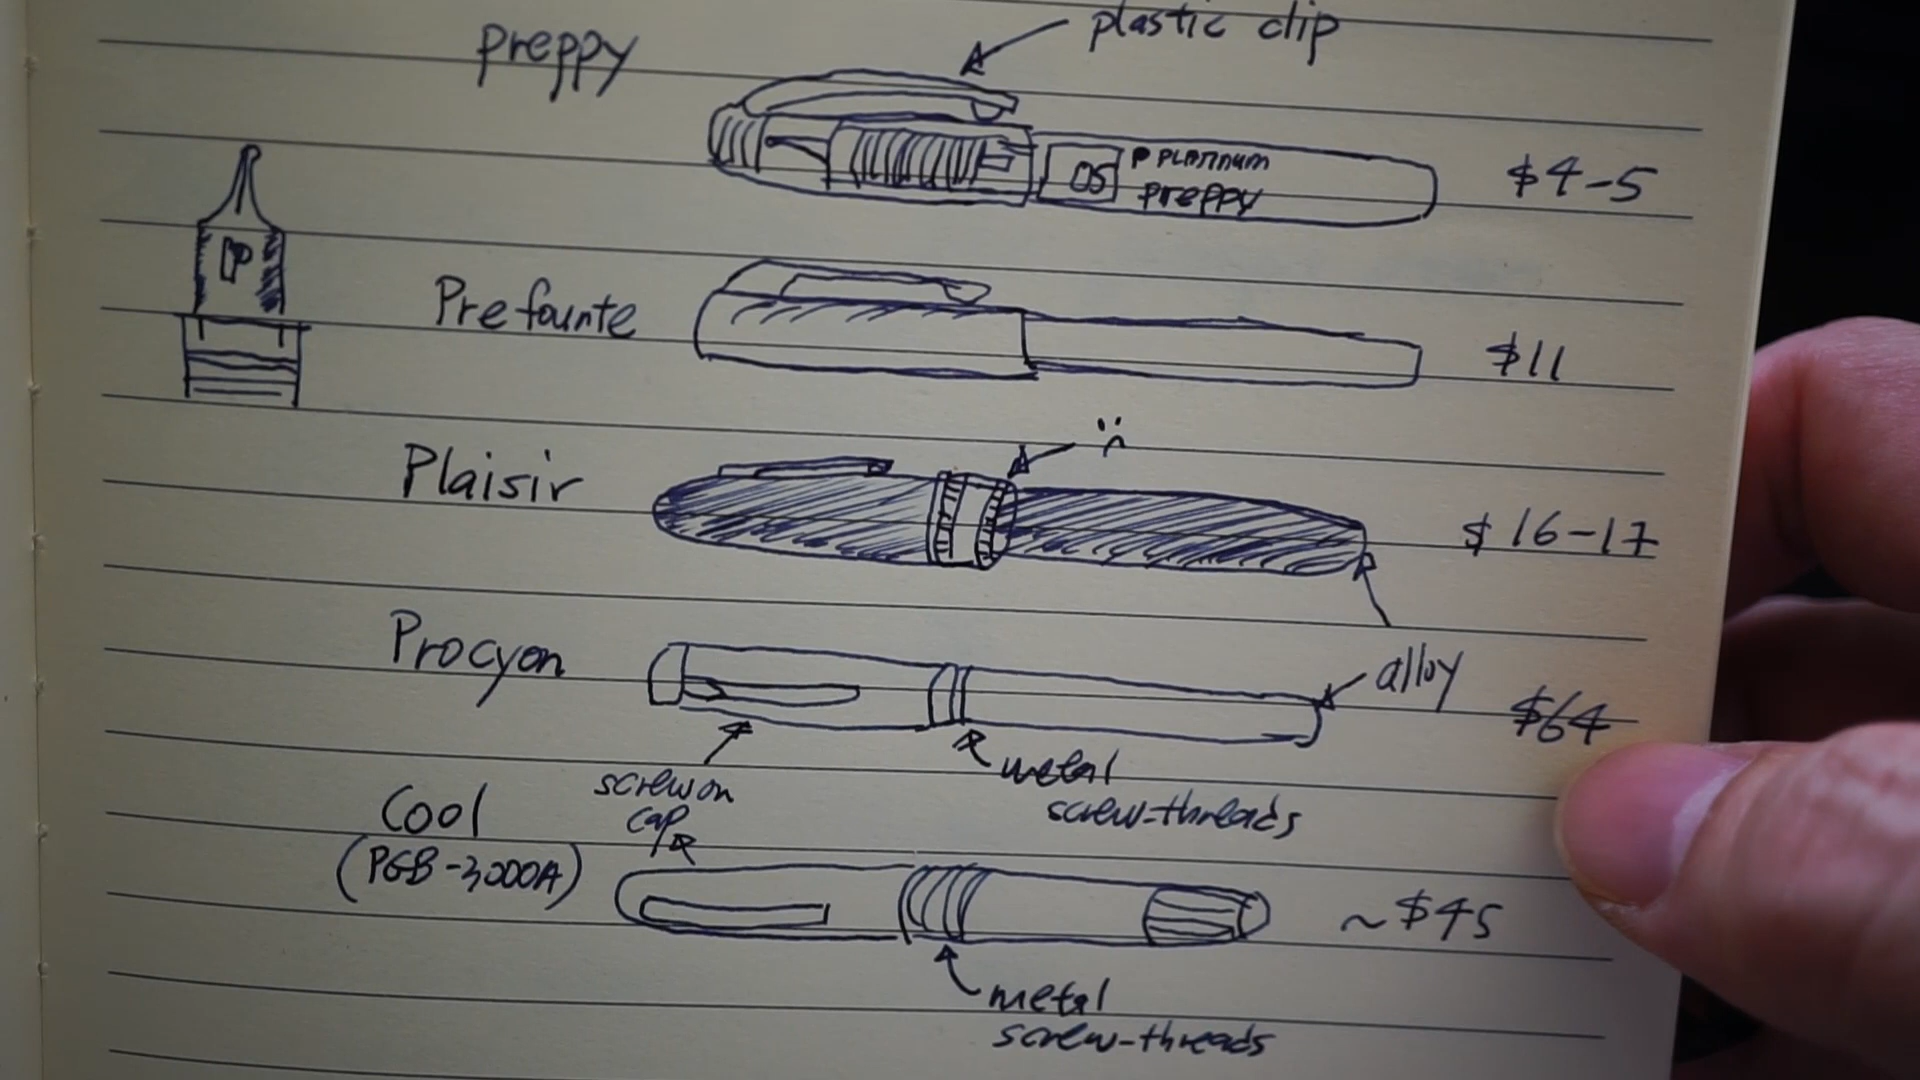 preppy
plastic clip
05
P PLATINUM
preppy
$4-5
P
Prefounte
$11
Plaisir
$16-17
Procyon
alloy
$64
screw on
cap
metal
screw-threads
Cool
(PGB-3000A)
~$45
metal
screw-threads